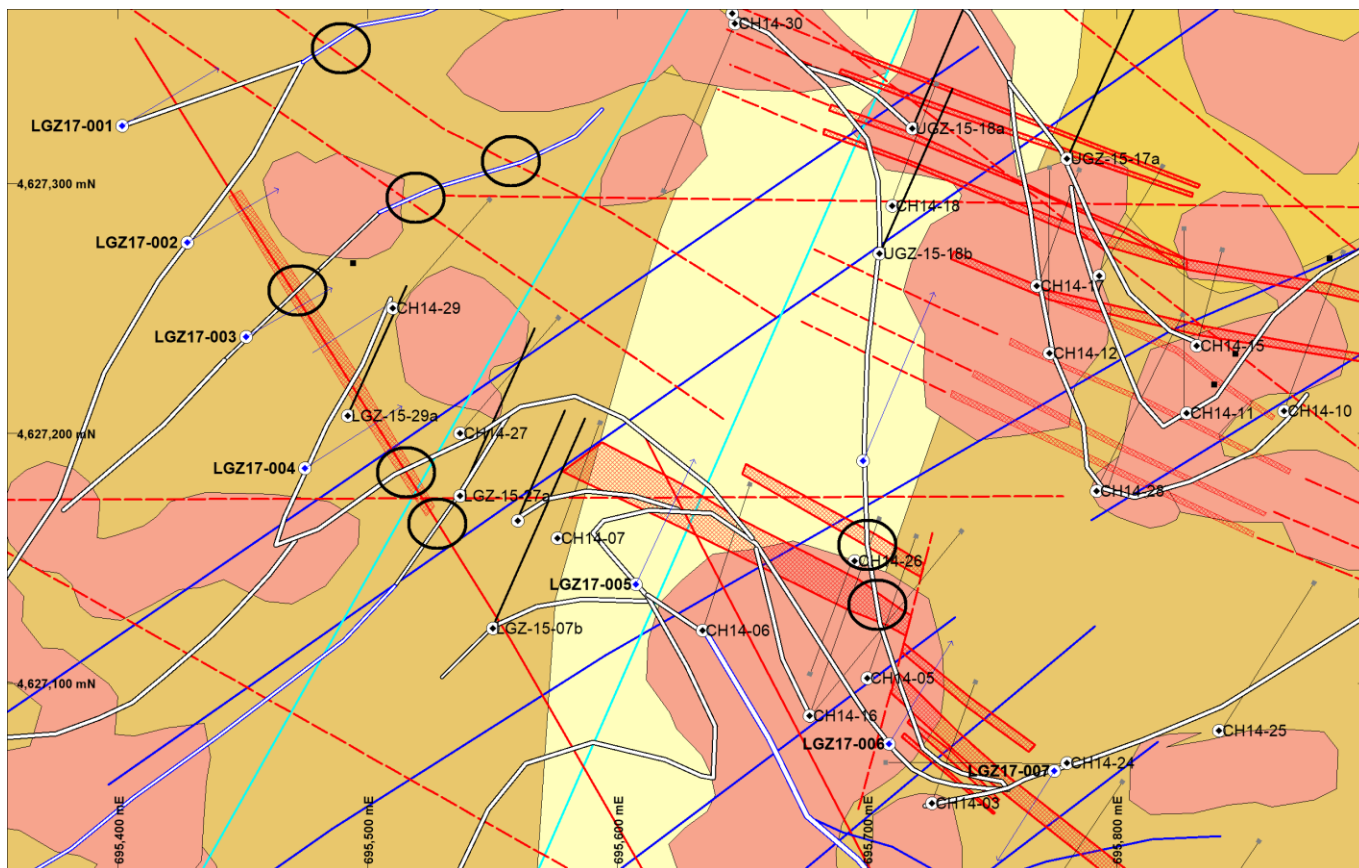 CH14-30
LGZ17-001
UGZ-15-18a
UGZ-15-17a
4,627,300 mN
CH14-18
LGZ17-002
UGZ-15-18b
CH14-17
CH14-29
LGZ17-003
CH14-15
CH14-12
LGZ-15-29a
CH14-11
CH14-10
4,627,200 mN
CH14-27
LGZ17-004
CH14-28
LGZ-15-27a
CH14-07
CH14-26
LGZ17-005
LGZ-15-07b
CH14-06
CH14-05
4,627,100 mN
CH14-16
CH14-25
LGZ17-006
CH14-24
LGZ17-007
CH14-03
695,400 mE
695,500 mE
695,600 mE
695,700 mE
695,800 mE